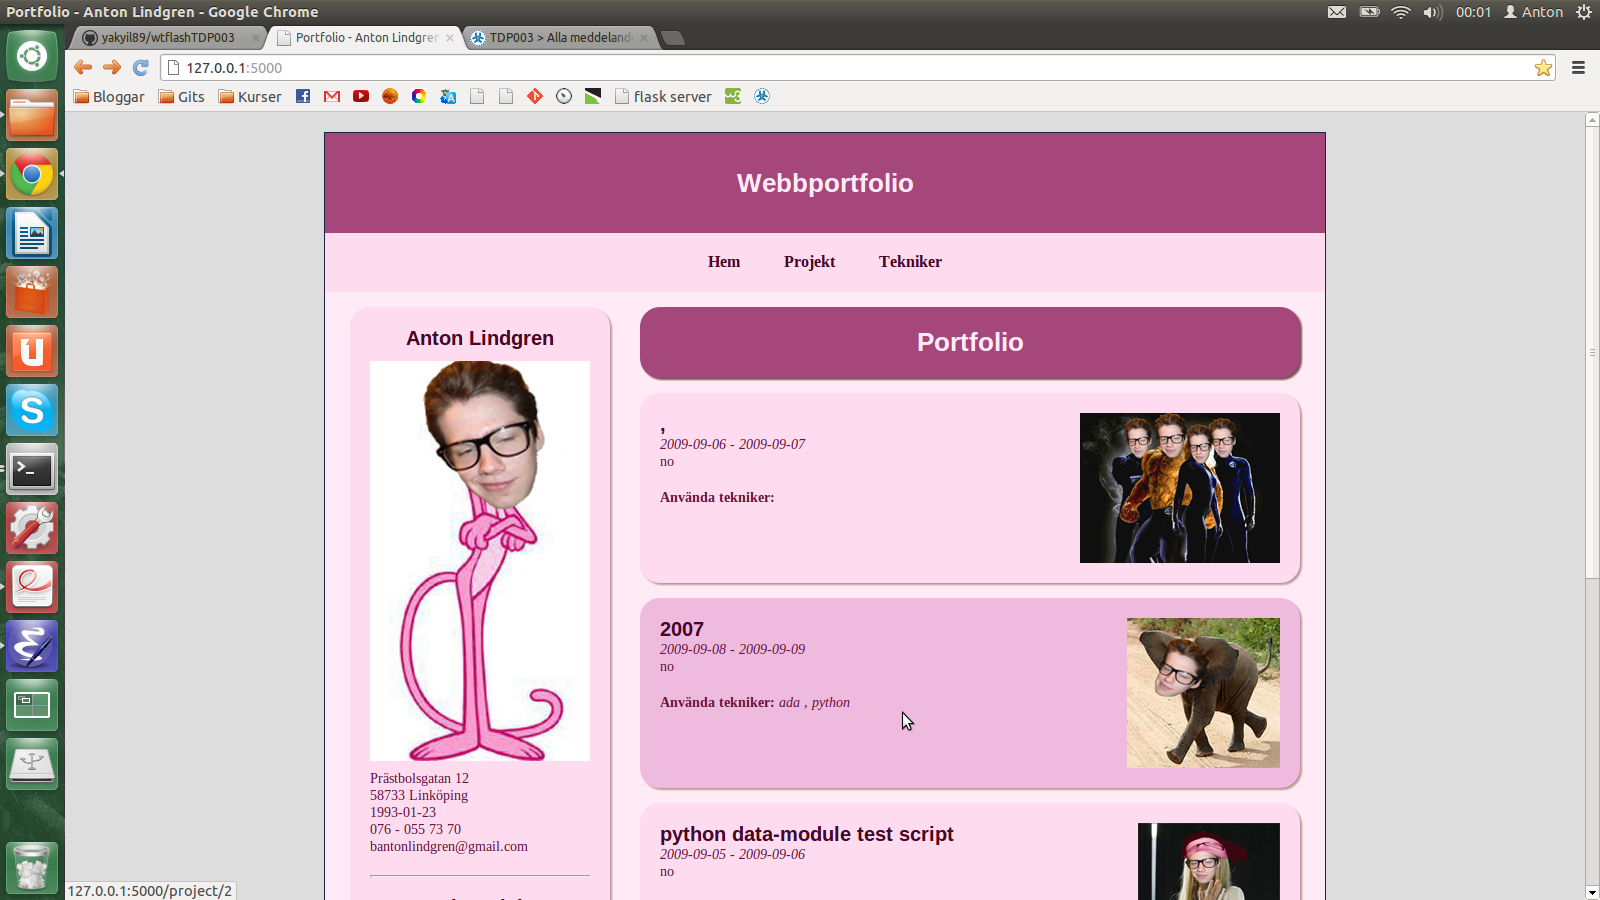 Portfolio - Anton Lindgren - Google Chrome
00:01
Anton
yakyil89/wtflashTDP003
Portfolio - Anton Lindgren
TDP003 > Alla meddeland
127.0.0.1:5000
Bloggar
Gits
Kurser
flask server
Webbportfolio
Hem
Projekt
Tekniker
Anton Lindgren
Prästbolsgatan 12
58733 Linköping
1993-01-23
076 - 055 73 70
bantonlindgren@gmail.com
Portfolio
,
2009-09-06 - 2009-09-07
no
Använda tekniker:
2007
2009-09-08 - 2009-09-09
no
Använda tekniker: ada , python
python data-module test script
2009-09-05 - 2009-09-06
no
127.0.0.1:5000/project/2